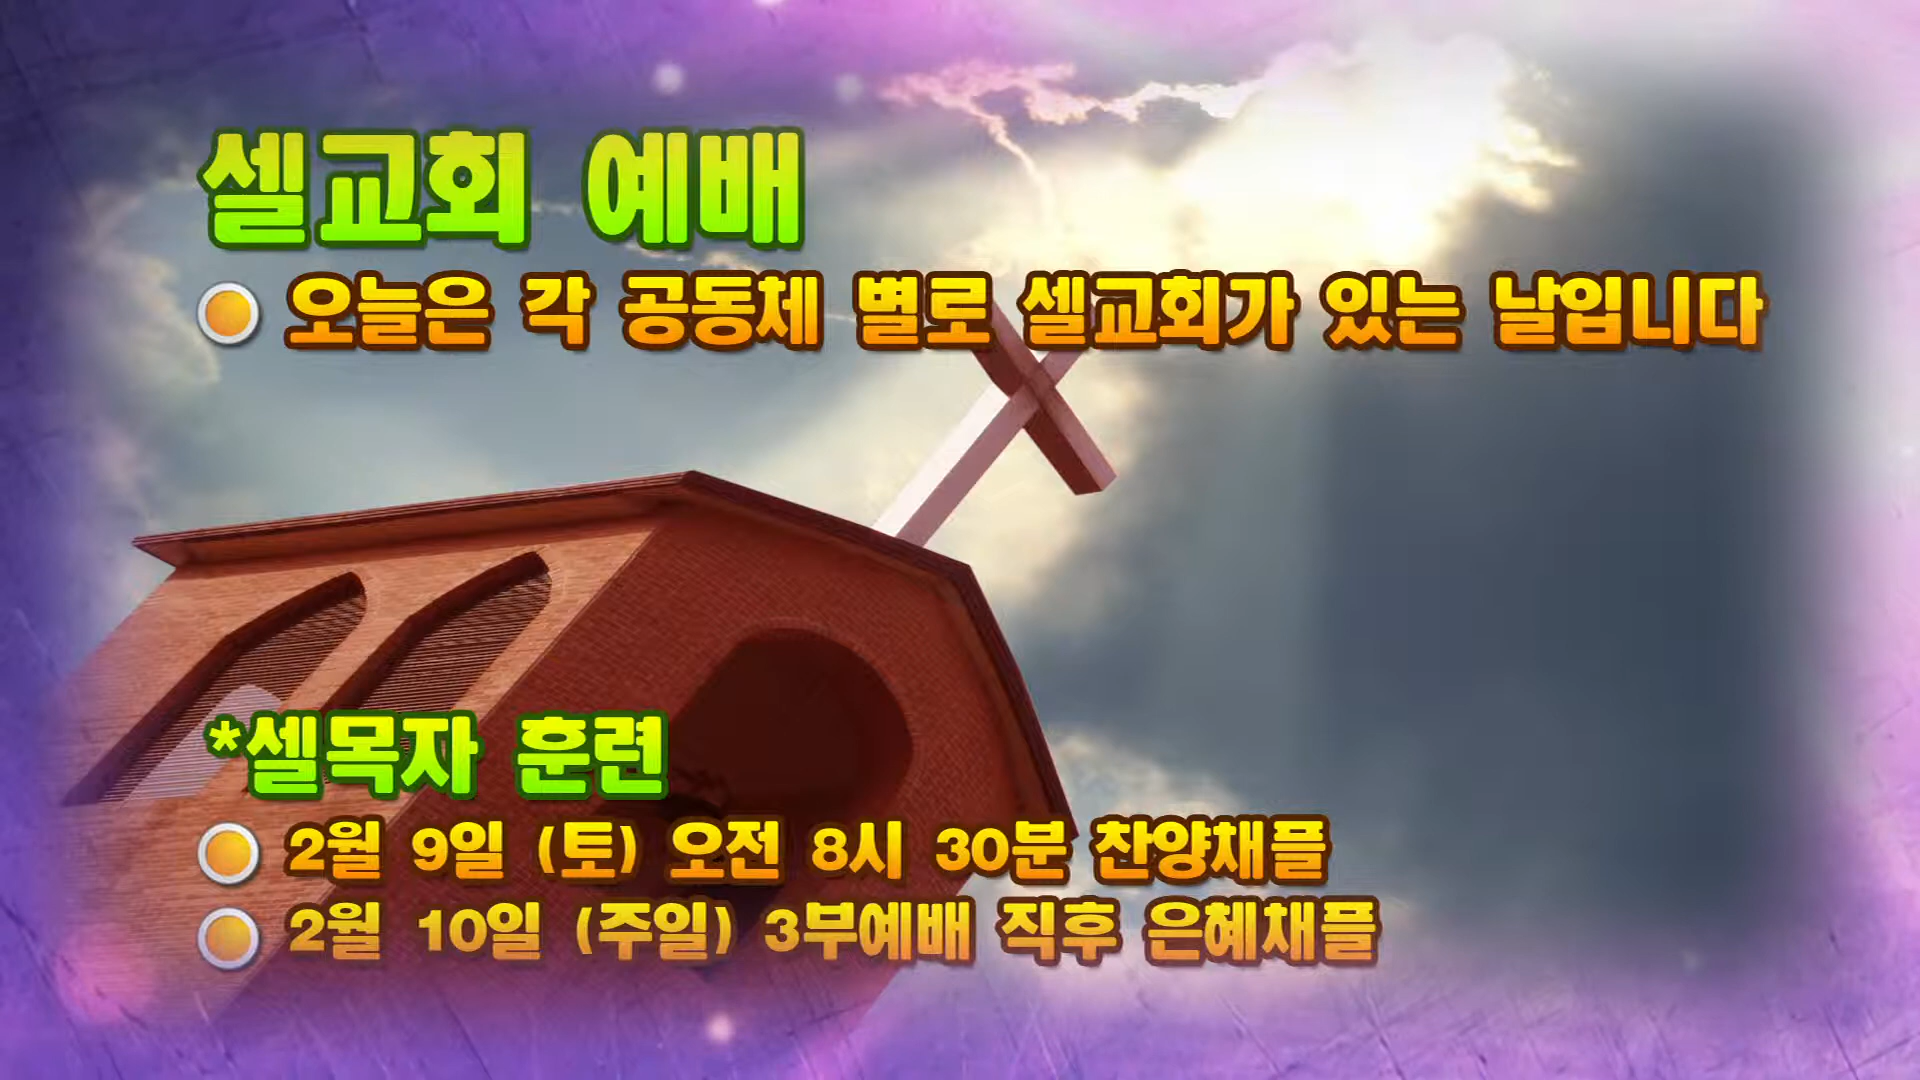 셀교회 예배
오늘은 각 공동체 별로 셀교회가 있는 날입니다
*셀목자 훈련
2월 9일 (토) 오전 8시 30분 찬양채플
2월 10일 (주일) 3부예배 직후 은혜채플